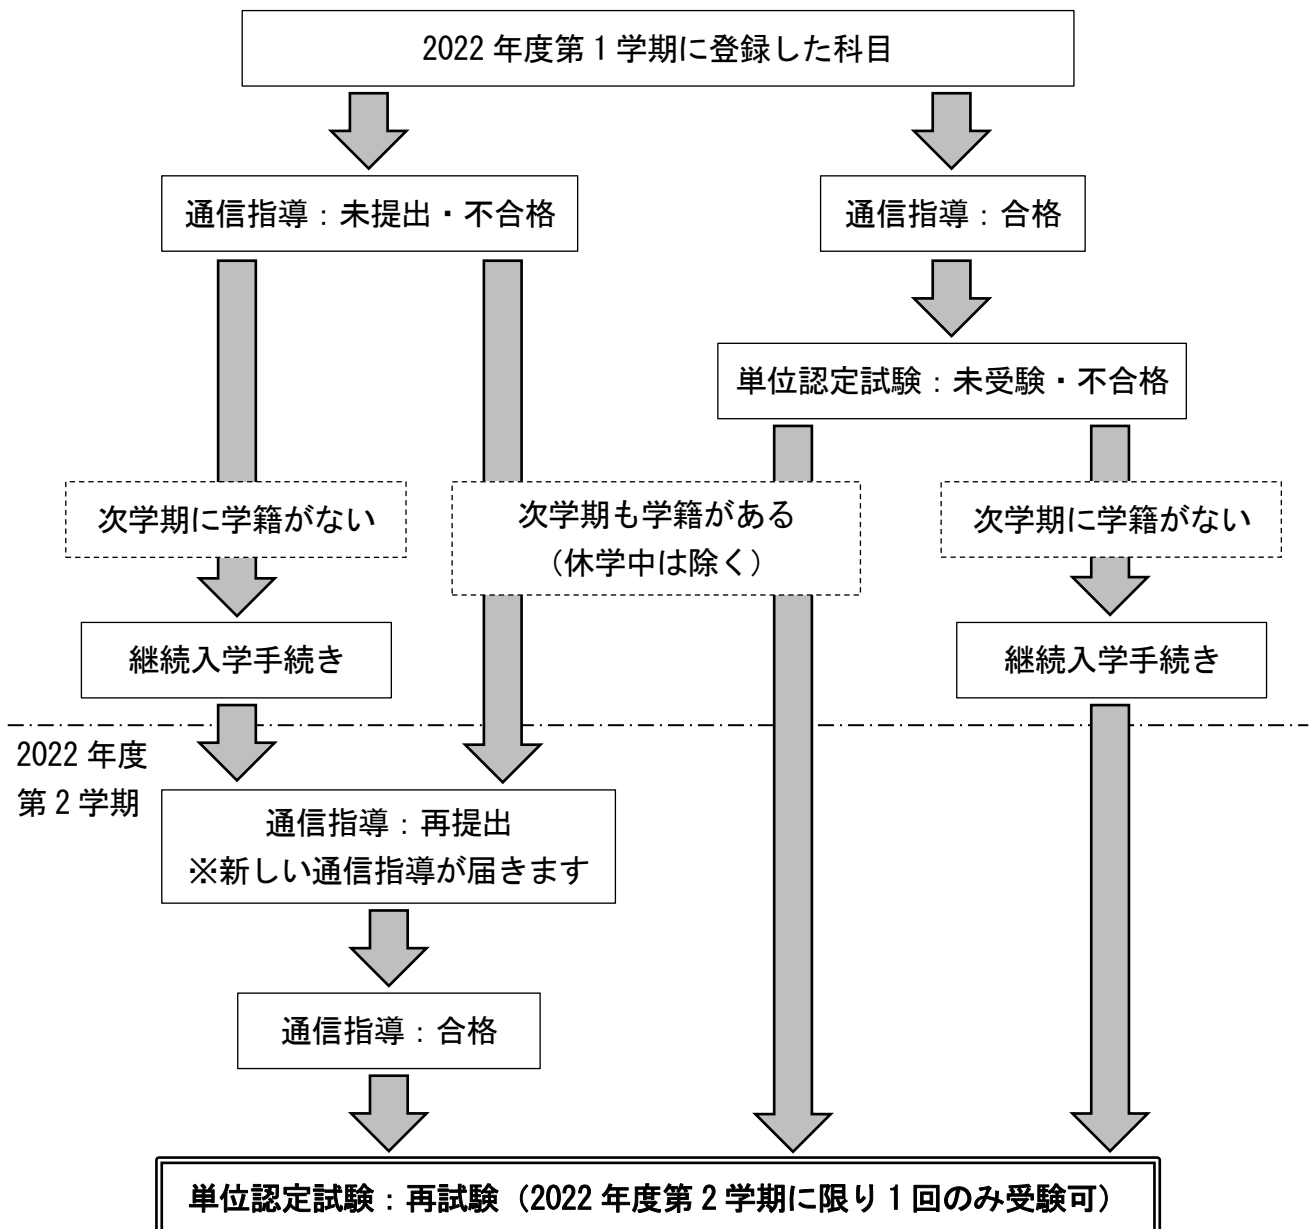 2022 年度第 1 学期に登録した科目
通信指導：未提出・不合格
通信指導：合格
単位認定試験：未受験・不合格
次学期に学籍がない
次学期も学籍がある
（休学中は除く）
次学期に学籍がない
継続入学手続き
継続入学手続き
2022 年度
第 2 学期
通信指導：再提出
※新しい通信指導が届きます
通信指導：合格
単位認定試験：再試験（2022 年度第 2 学期に限り 1 回のみ受験可）